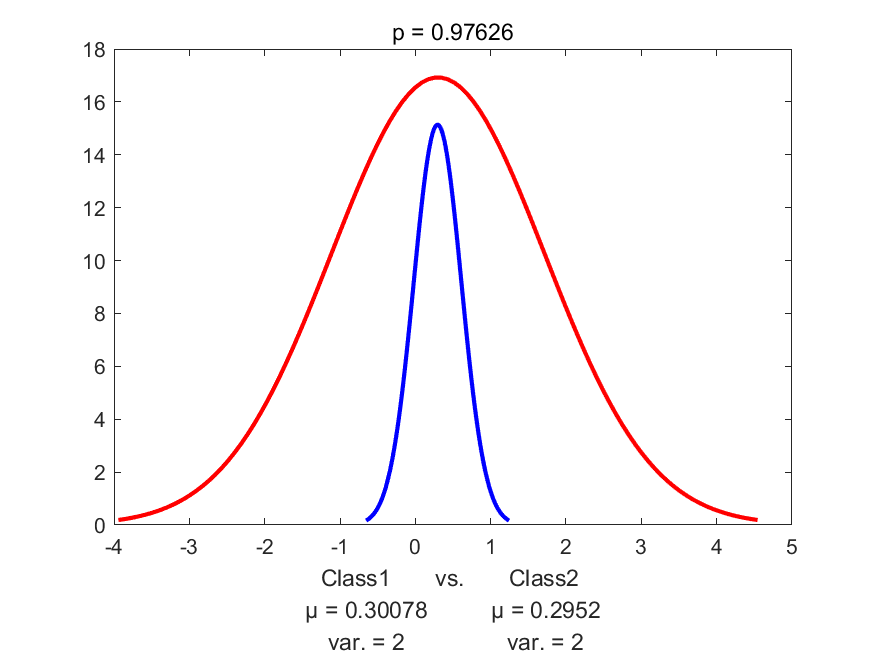 p = 0.97626
18
16
14
12
10
8
6
4
2
0
-4 -3 -2 -1 0 1 2 3 4 5
Class1 vs. Class2
μ = 0.30078 μ = 0.2952
var. = 2 var. = 2